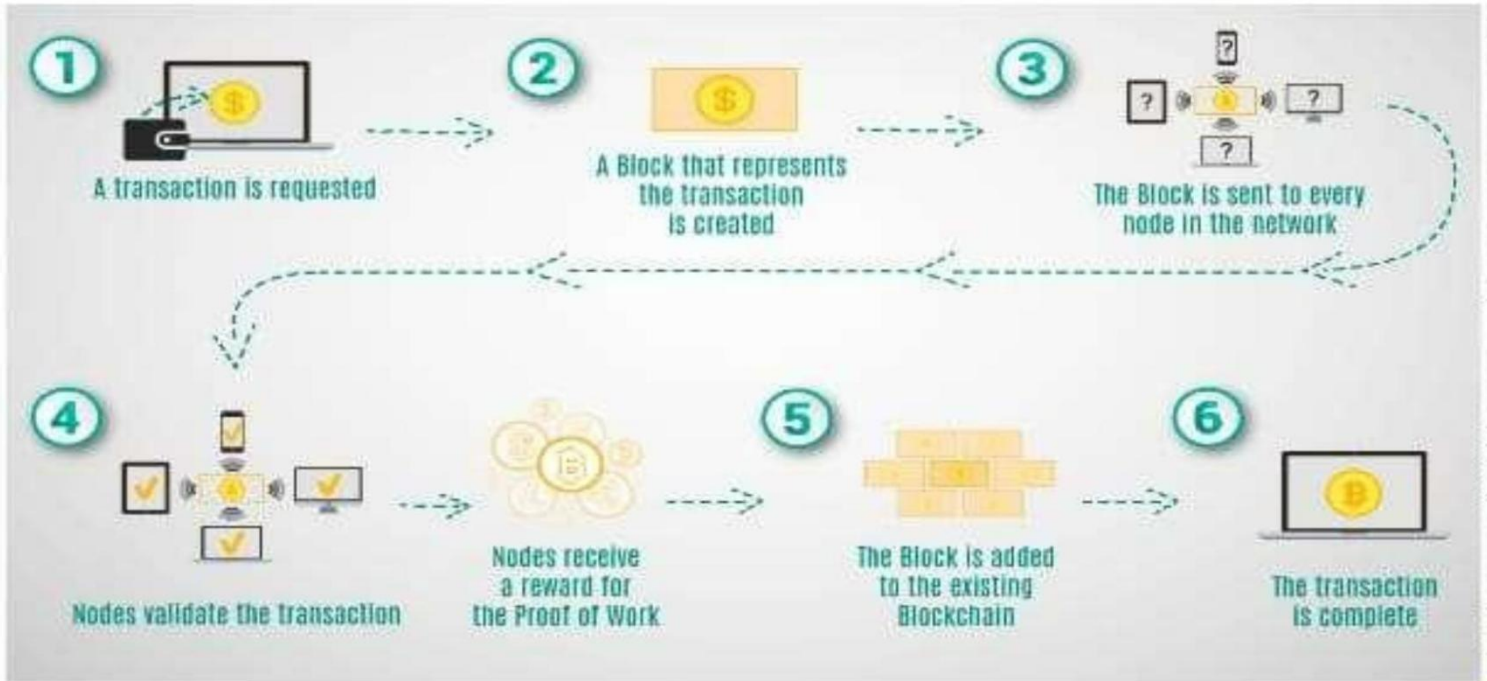 1
A transaction is requested
2
A Block that represents
the transaction
is created
3
?
?
?
?
The Block is sent to every
node in the network
4
Nodes validate the transaction
Nodes receive
a reward for
the Proof of Work
5
The Block is added
to the existing
Blockchain
6
The transaction
is complete